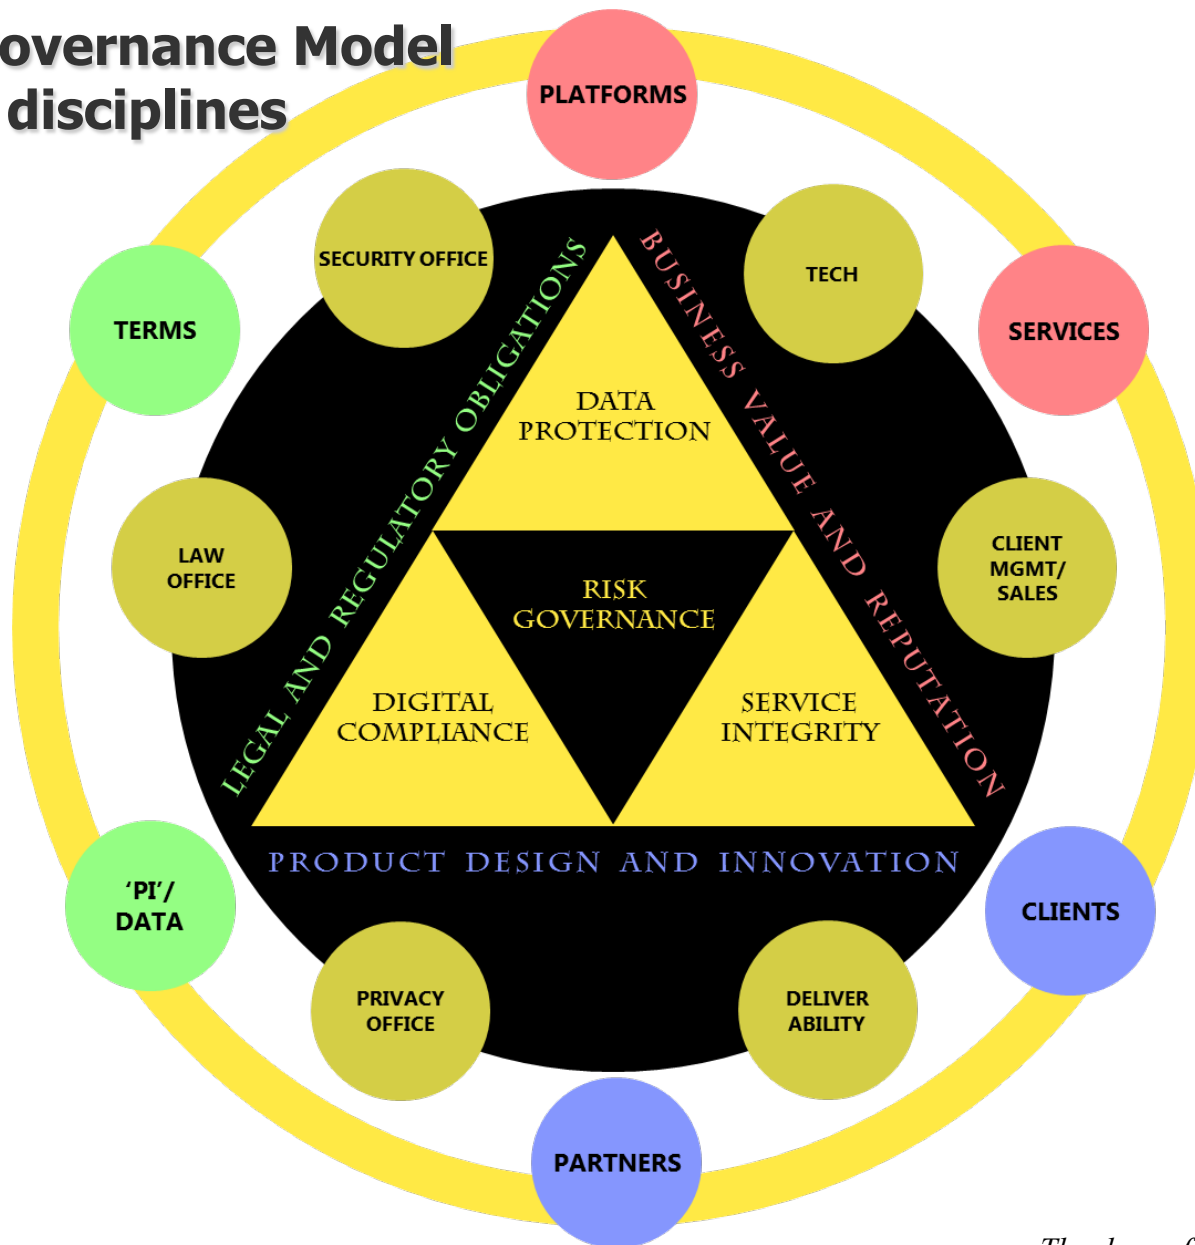 overnance Model
disciplines
PLATFORMS
SECURITY OFFICE
TECH
TERMS
SERVICES
LEGAL AND REGULATORY OBLIGATIONS
BUSINESS VALUE AND REPUTATION
DATA
PROTECTION
LAW
OFFICE
CLIENT
MGMT/
SALES
RISK
GOVERNANCE
DIGITAL
COMPLIANCE
SERVICE
INTEGRITY
PRODUCT DESIGN AND INNOVATION
‘PI’/
DATA
CLIENTS
PRIVACY
OFFICE
DELIVER
ABILITY
PARTNERS